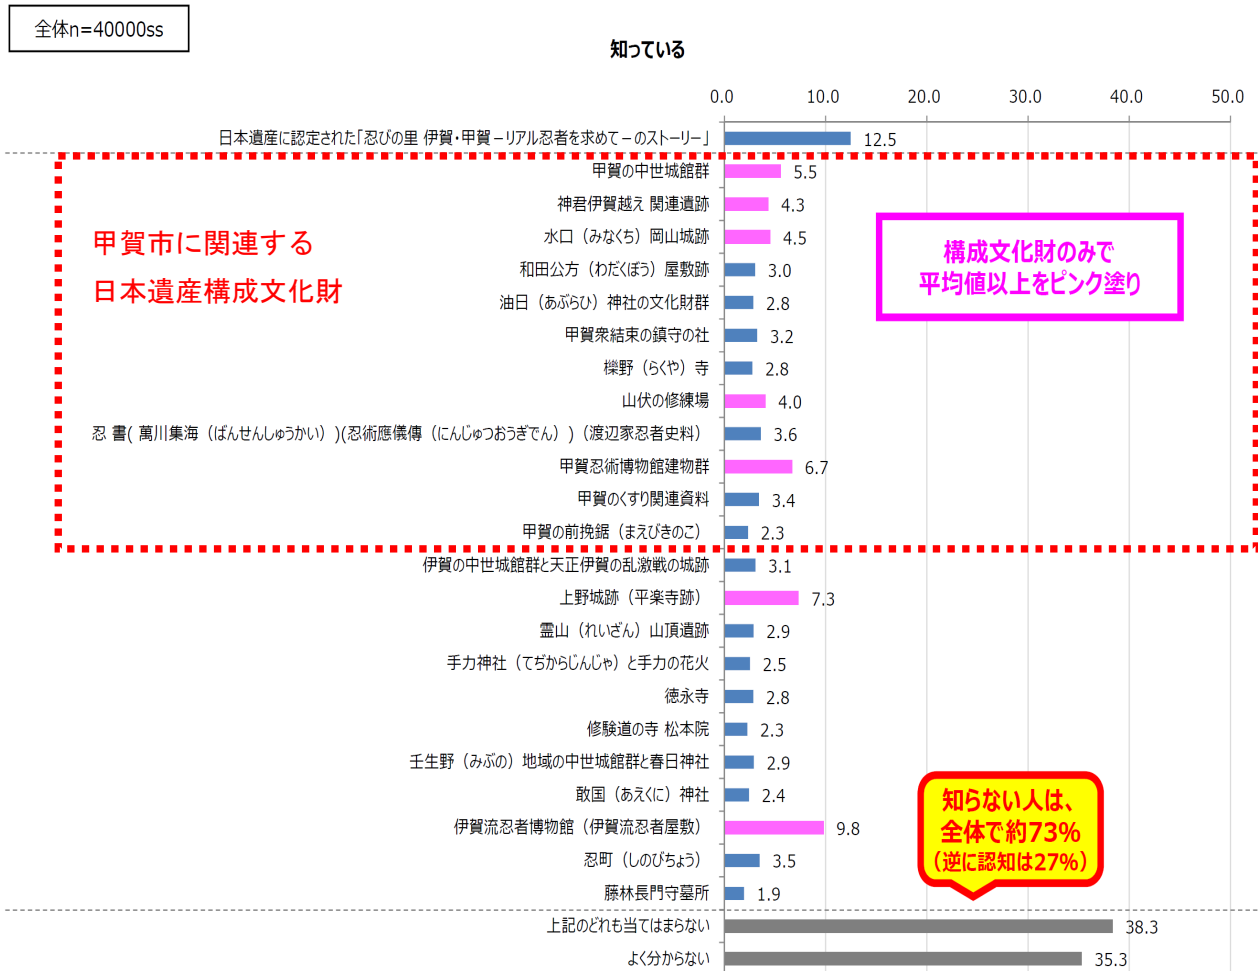 全体n=40000ss
知っている
0.0 10.0 20.0 30.0 40.0 50.0
日本遺産に認定された「忍びの里 伊賀・甲賀－リアル忍者を求めて－のストーリー」 12.5
甲賀の中世城館群 5.5
神君伊賀越え 関連遺跡 4.3
水口（みなくち）岡山城跡 4.5
和田公方（わだくぼう）屋敷跡 3.0
油日（あぶらひ）神社の文化財群 2.8
甲賀衆結束の鎮守の社 3.2
櫟野（らくや）寺 2.8
山伏の修練場 4.0
忍 書( 萬川集海（ばんせんしゅうかい）)(忍術應儀傳（にんじゅつおうぎでん）)（渡辺家忍者史料） 3.6
甲賀忍術博物館建物群 6.7
甲賀のくすり関連資料 3.4
甲賀の前挽鋸（まえびきのこ） 2.3
伊賀の中世城館群と天正伊賀の乱激戦の城跡 3.1
上野城跡（平楽寺跡） 7.3
霊山（れいざん）山頂遺跡 2.9
手力神社（てぢからじんじゃ）と手力の花火 2.5
徳永寺 2.8
修験道の寺 松本院 2.3
壬生野（みぶの）地域の中世城館群と春日神社 2.9
敢国（あえくに）神社 2.4
伊賀流忍者博物館（伊賀流忍者屋敷） 9.8
忍町（しのびちょう） 3.5
藤林長門守墓所 1.9
上記のどれも当てはまらない 38.3
よく分からない 35.3
甲賀市に関連する
日本遺産構成文化財
構成文化財のみで
平均値以上をピンク塗り
知らない人は、
全体で約73%
（逆に認知は27%）